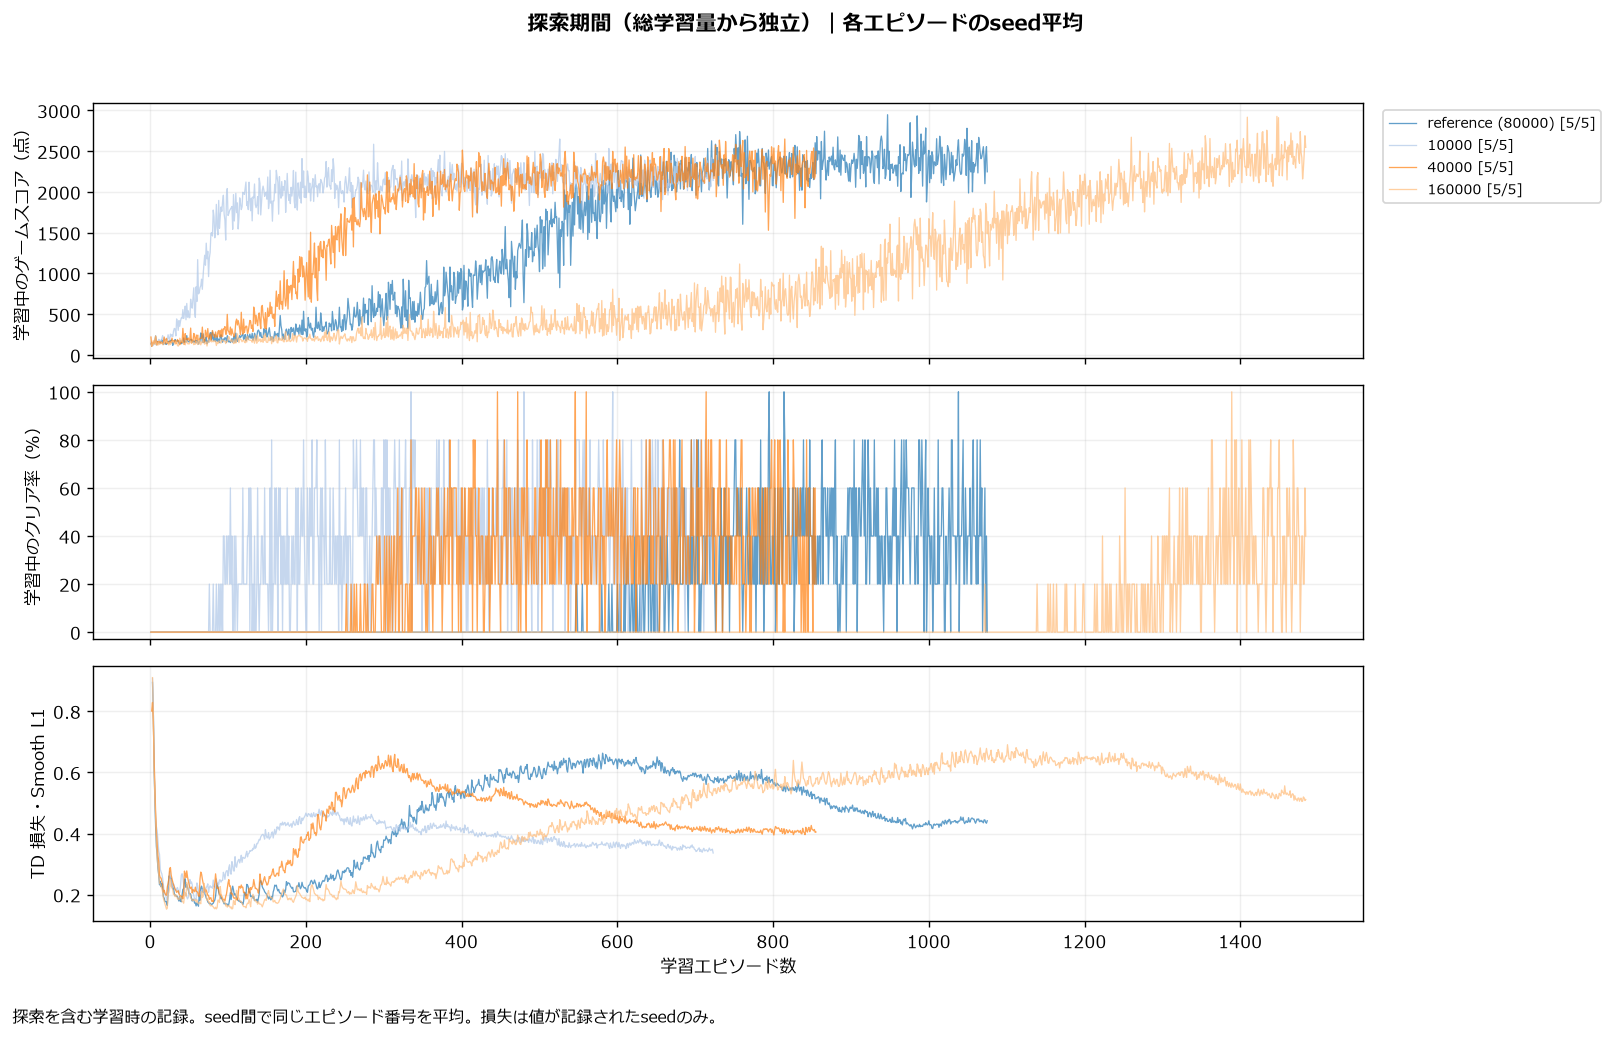 探索期間（総学習量から独立）｜各エピソードのseed平均
学習中のゲームスコア（点）
3000
2500
2000
1500
1000
500
0
reference (80000) [5/5]
10000 [5/5]
40000 [5/5]
160000 [5/5]
学習中のクリア率（%）
100
80
60
40
20
0
TD 損失・Smooth L1
0.8
0.6
0.4
0.2
0 200 400 600 800 1000 1200 1400
学習エピソード数
探索を含む学習時の記録。seed間で同じエピソード番号を平均。損失は値が記録されたseedのみ。